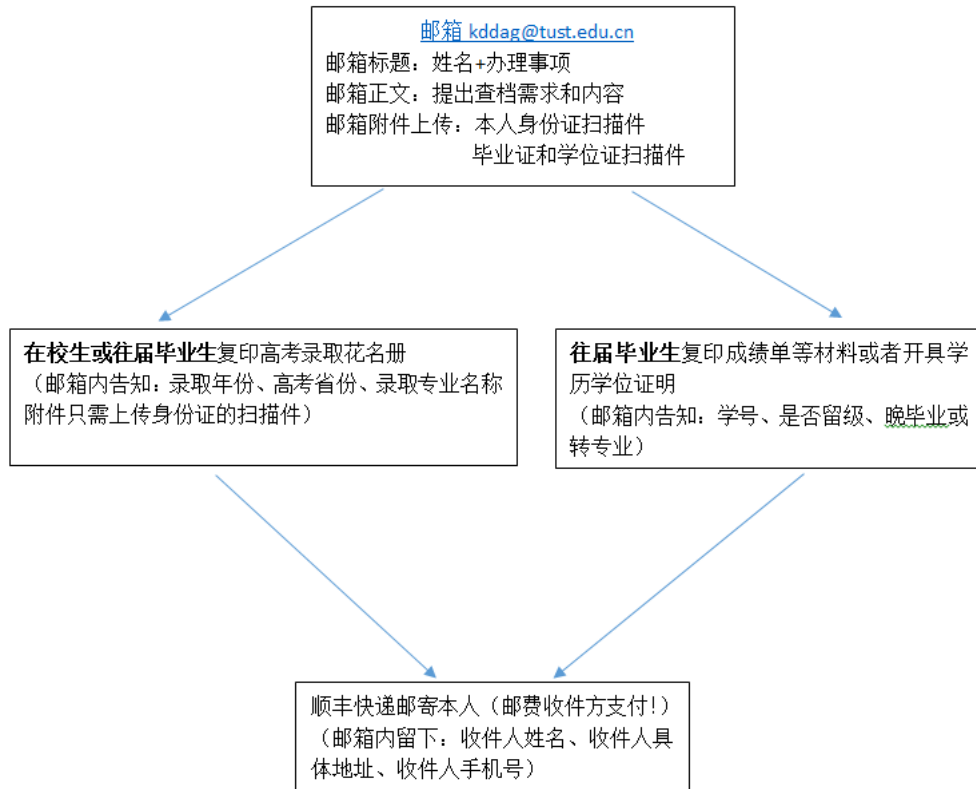 邮箱 kddag@tust.edu.cn
邮箱标题：姓名+办理事项
邮箱正文：提出查档需求和内容
邮箱附件上传：本人身份证扫描件
毕业证和学位证扫描件
在校生或往届毕业生复印高考录取花名册
（邮箱内告知：录取年份、高考省份、录取专业名称
附件只需上传身份证的扫描件）
往届毕业生复印成绩单等材料或者开具学
历学位证明
（邮箱内告知：学号、是否留级、晚毕业或
转专业）
顺丰快递邮寄本人（邮费收件方支付！）
（邮箱内留下：收件人姓名、收件人具
体地址、收件人手机号）